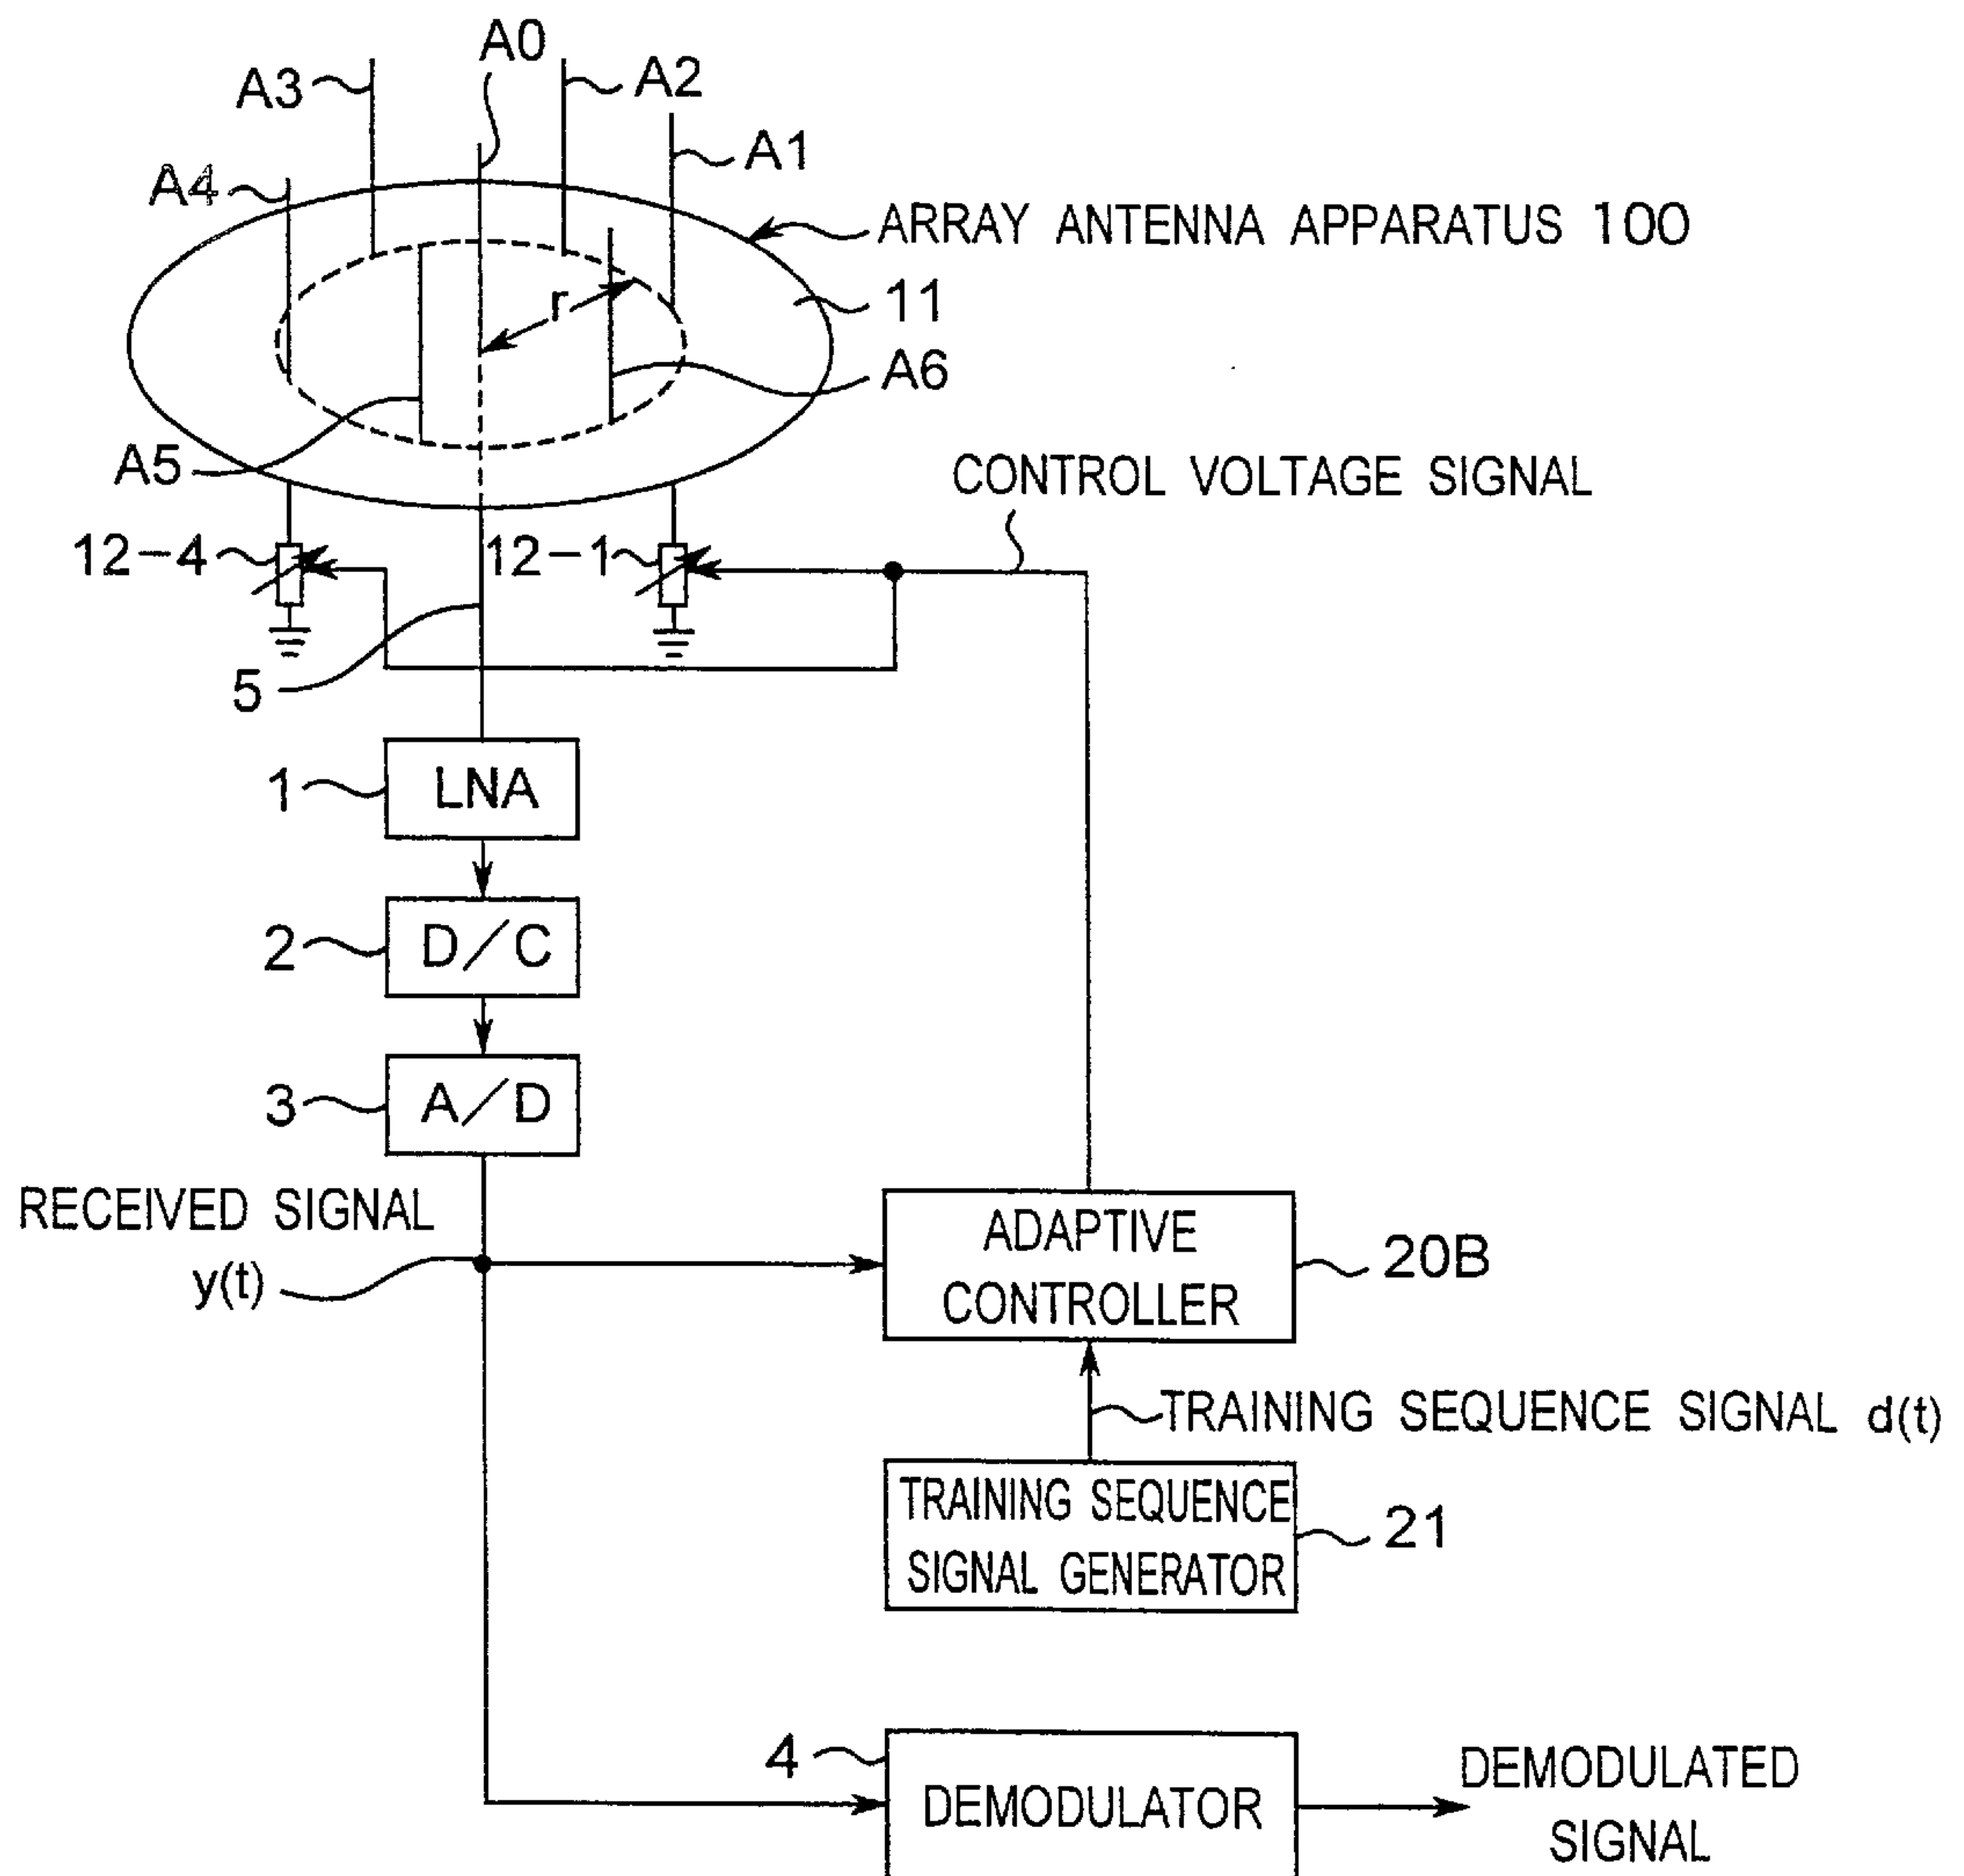 A0
A3
A2
A1
A4
ARRAY ANTENNA APPARATUS 100
11
r
A6
A5
CONTROL VOLTAGE SIGNAL
12-4
12-1
5
1
LNA
2
D/C
3
A/D
RECEIVED SIGNAL
y(t)
ADAPTIVE
CONTROLLER
20B
TRAINING SEQUENCE SIGNAL d(t)
TRAINING SEQUENCE
SIGNAL GENERATOR
21
4
DEMODULATOR
DEMODULATED
SIGNAL